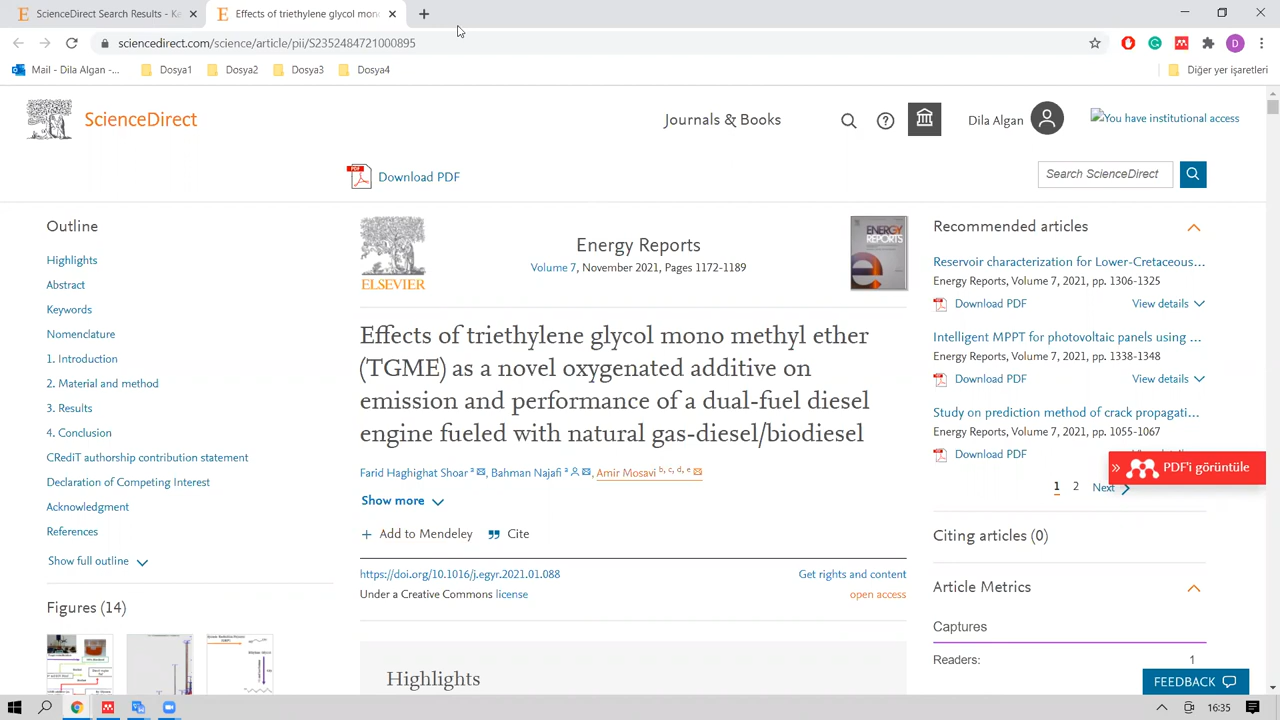 ScienceDirect Search Results - Ke
Effects of triethylene glycol mono
sciencedirect.com/science/article/pii/S2352484721000895
D
Mail - Dila Algan -...
Dosya1
Dosya2
Dosya3
Dosya4
Diğer yer işaretleri
ScienceDirect
Journals & Books
Dila Algan
You have institutional access
Download PDF
Search ScienceDirect
Outline
Highlights
Abstract
Keywords
Nomenclature
1. Introduction
2. Material and method
3. Results
4. Conclusion
CRediT authorship contribution statement
Declaration of Competing Interest
Acknowledgment
References
Show full outline
Figures (14)
ELSEVIER
Energy Reports
Volume 7, November 2021, Pages 1172-1189
ENERGY
REPORTS
Effects of triethylene glycol mono methyl ether
(TGME) as a novel oxygenated additive on
emission and performance of a dual-fuel diesel
engine fueled with natural gas-diesel/biodiesel
Farid Haghighat Shoar a, Bahman Najafi a, Amir Mosavi b, c, d, e
Show more
Add to Mendeley
Cite
https://doi.org/10.1016/j.egyr.2021.01.088
Get rights and content
Under a Creative Commons license
open access
Highlights
Recommended articles
Reservoir characterization for Lower-Cretaceous...
Energy Reports, Volume 7, 2021, pp. 1306-1325
Download PDF
View details
Intelligent MPPT for photovoltaic panels using ...
Energy Reports, Volume 7, 2021, pp. 1338-1348
Download PDF
View details
Study on prediction method of crack propagati...
Energy Reports, Volume 7, 2021, pp. 1055-1067
Download PDF
PDF'i görüntüle
1 2 Next
Citing articles (0)
Article Metrics
Captures
Readers: 1
FEEDBACK
16:35